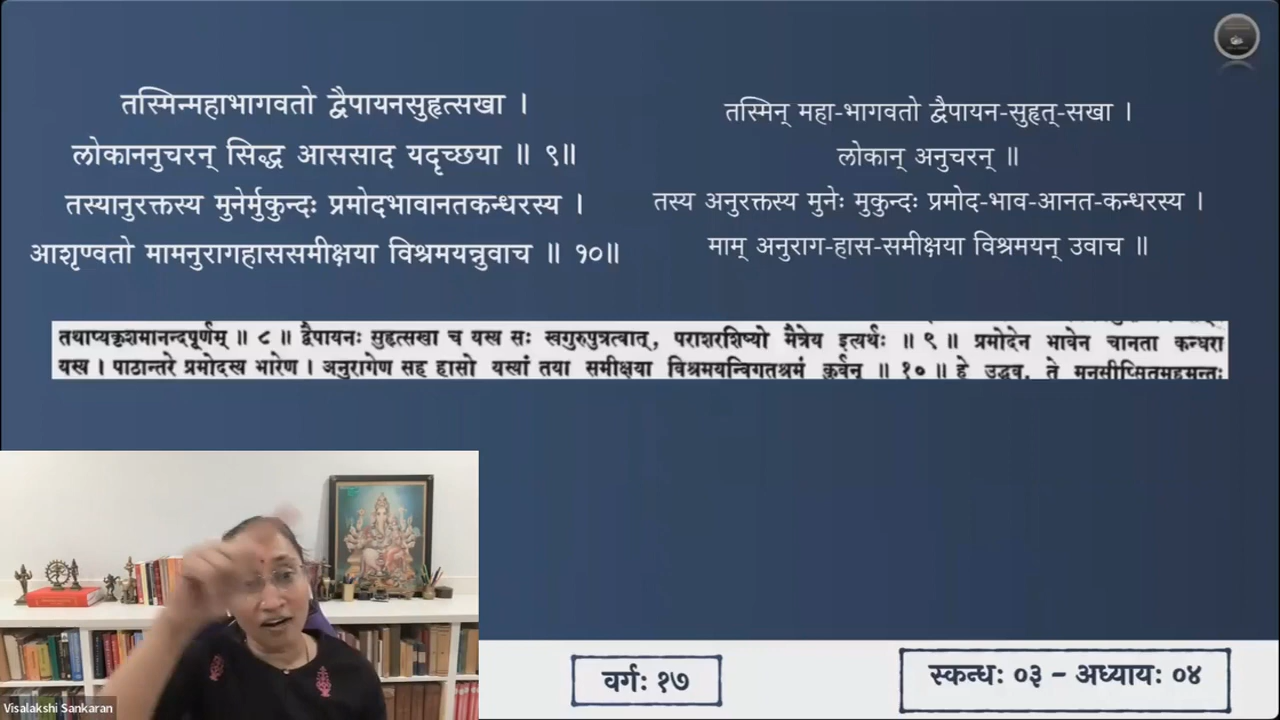 तस्मिन्महाभागवतो द्वैपायनसुहृत्सखा ।
लोकाननुचरन् सिद्ध आससाद यदृच्छया ॥ ९॥
तस्यानुरक्तस्य मुनेर्मुकुन्दः प्रमोदभावानतकन्धरस्य ।
आशृण्वतो मामनुरागहाससमीक्षया विश्रमयन्नुवाच ॥ १०॥
तस्मिन् महा-भागवतो द्वैपायन-सुहृत्-सखा ।
लोकान् अनुचरन् ॥
तस्य अनुरक्तस्य मुनेः मुकुन्दः प्रमोद-भाव-आनत-कन्धरस्य ।
माम् अनुराग-हास-समीक्षया विश्रमयन् उवाच ॥
तथाप्यकृशमानन्दपूर्णम् ॥ ८ ॥ द्वैपायनः सुहृत्सखा च यस्य सः स्वगुरुपुत्रत्वात्, पराशरशिष्यो मैत्रेय इत्यर्थः ॥ ९ ॥ प्रमोदेन भावेन चानता कन्धरा
यस्य । पाठान्तरे प्रमोदस्य भारेण । अनुरागेण सह हासो यस्यां तया समीक्षया विश्रमयन्विगतश्रमं कुर्वन् ॥ १० ॥ हे उद्धव, ते मनसीप्सितमहमन्तः
Visalakshi Sankaran
वर्गः १७
स्कन्धः ०३ – अध्यायः ०४